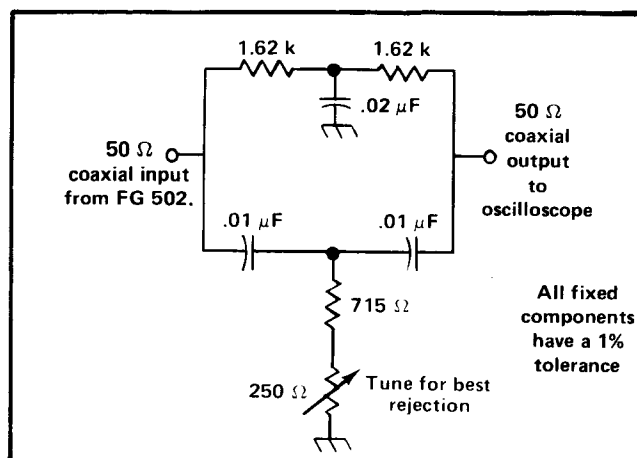 1.62 k
1.62 k
.02 μF
50 Ω
coaxial input
from FG 502.
50 Ω
coaxial
output
to
oscilloscope
.01 μF
.01 μF
715 Ω
All fixed
components
have a 1%
tolerance
250 Ω
Tune for best
rejection